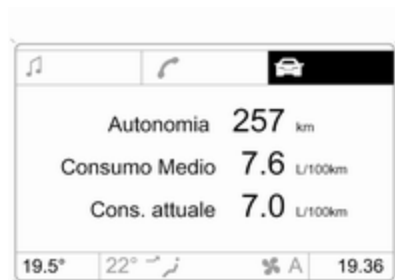 Autonomia 257 km
Consumo Medio 7.6 L/100km
Cons. attuale 7.0 L/100km
19.5° 22° A 19.36